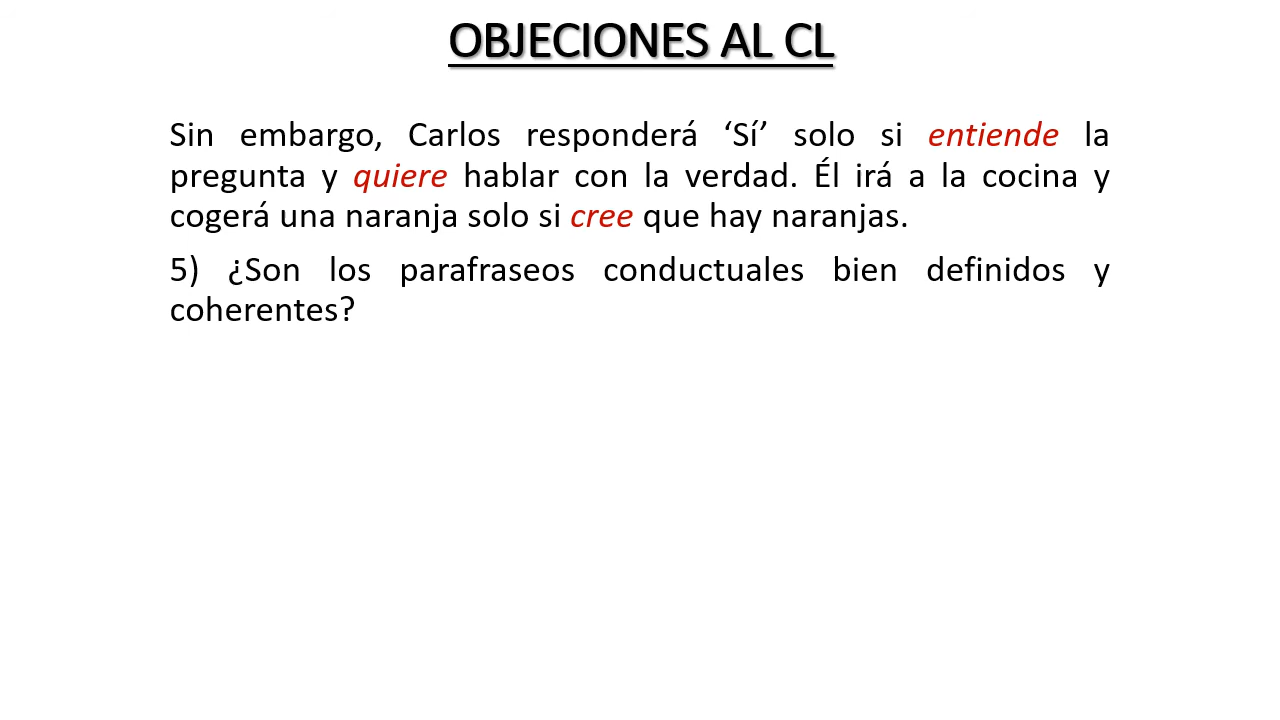 OBJECIONES AL CL
Sin embargo, Carlos responderá ‘Sí’ solo si entiende la
pregunta y quiere hablar con la verdad. Él irá a la cocina y
cogerá una naranja solo si cree que hay naranjas.
5) ¿Son los parafraseos conductuales bien definidos y
coherentes?